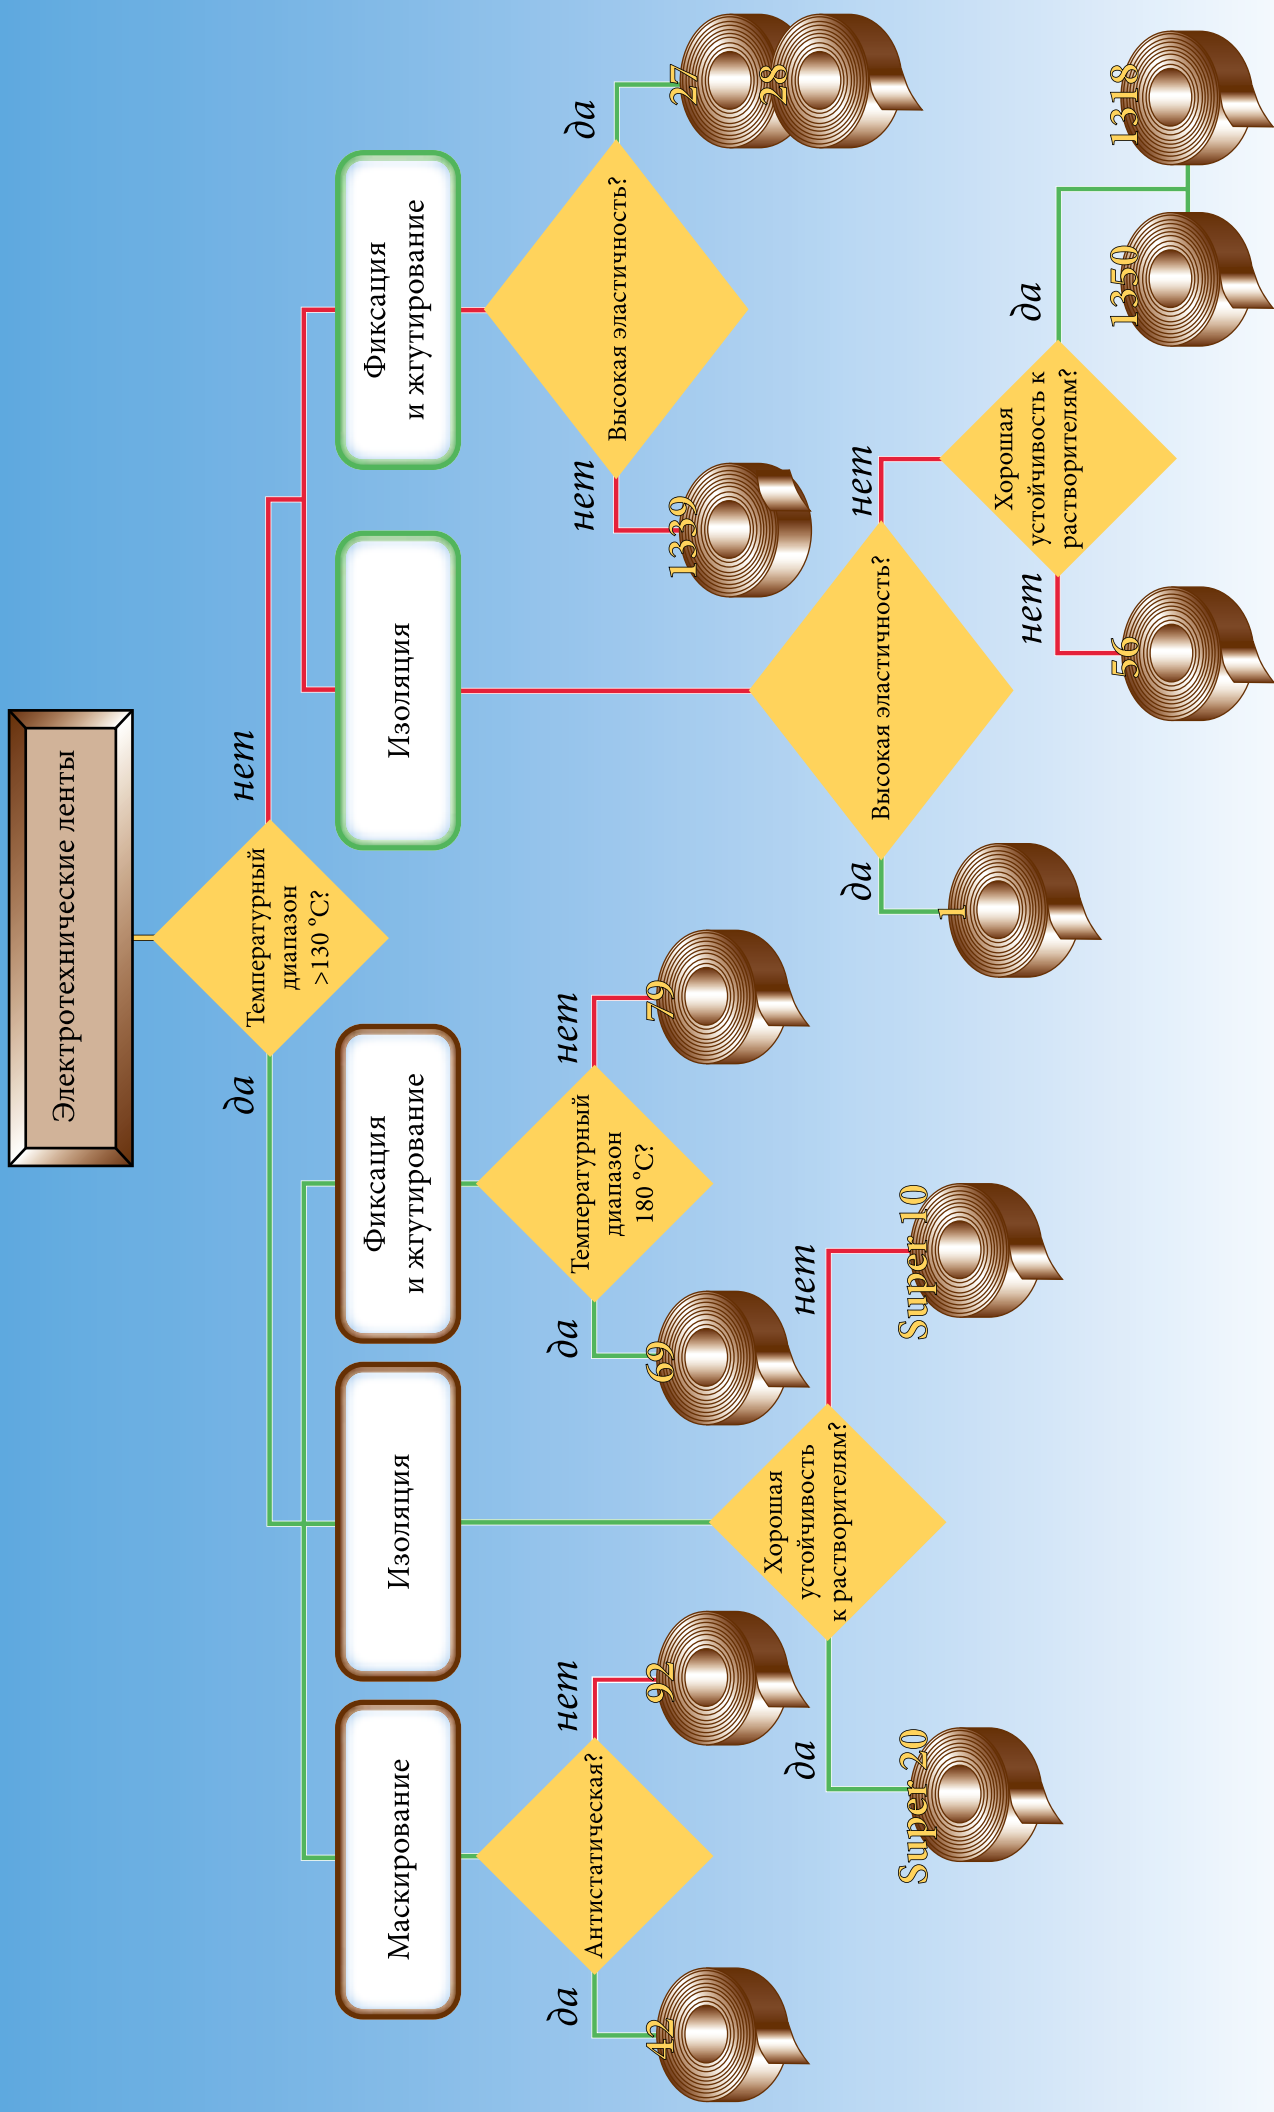 Электротехнические ленты
Температурный
диапазон
>130 °C?
да
нет
Маскирование
Изоляция
Фиксация
и жгутирование
Изоляция
Фиксация
и жгутирование
Антистатическая?
да
нет
42
92
Температурный
диапазон
180 °C?
да
нет
69
79
Высокая эластичность?
нет
да
1339
27
28
Хорошая
устойчивость
к растворителям?
да
нет
Super 20
Super 10
Высокая эластичность?
да
нет
1
Хорошая
устойчивость к
растворителям?
нет
да
56
1350
1318